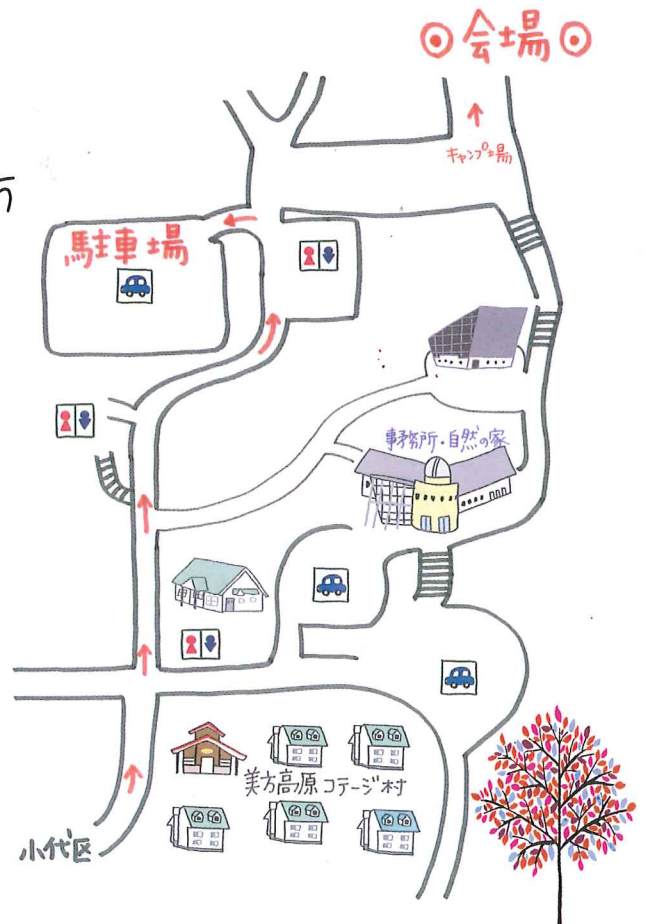 ◎会場◎
キャンプ場
駐車場
事務所・自然の家
美方高原コテージ村
小代区